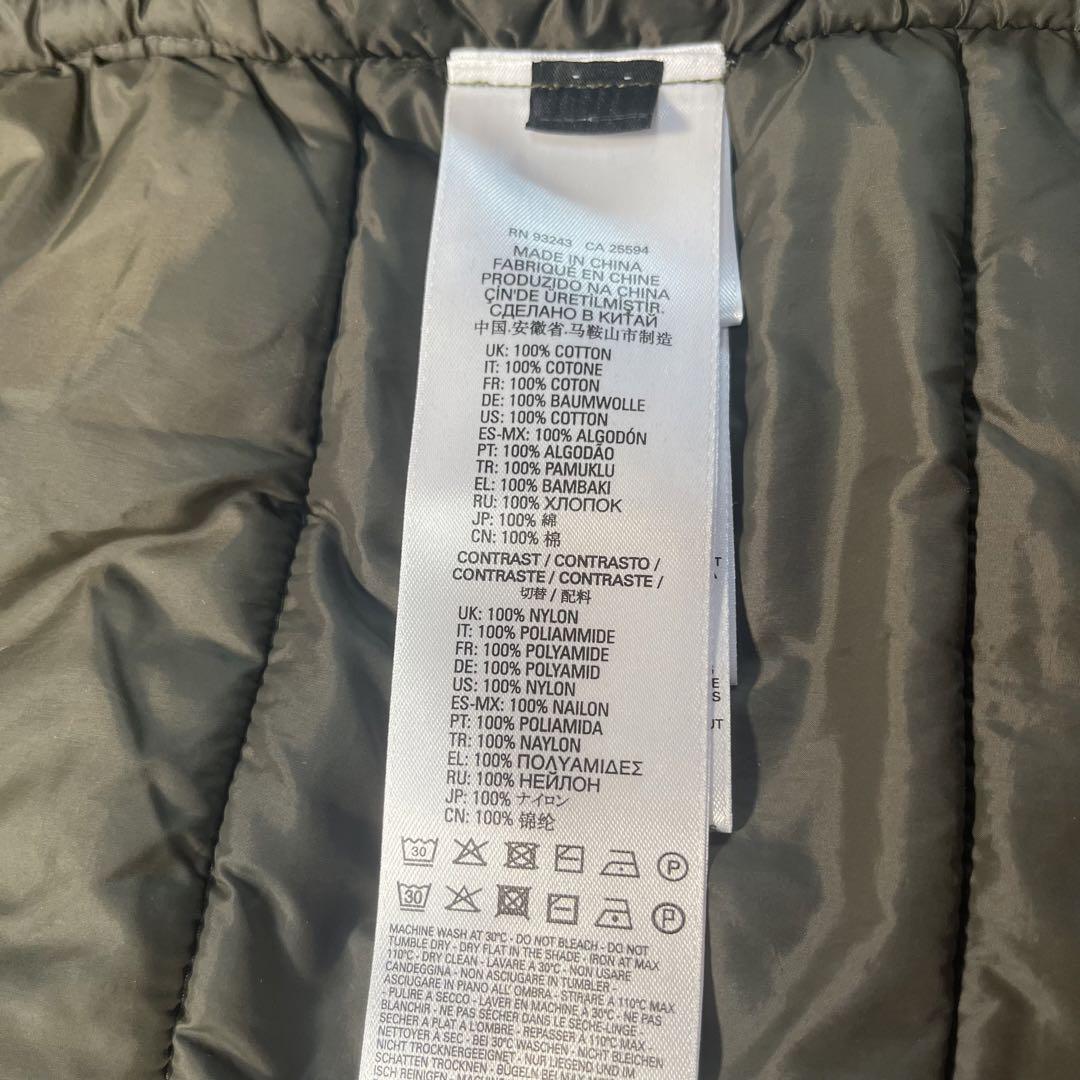 RN 93243 CA 25594
MADE IN CHINA
FABRIQUÉ EN CHINE
PRODUZIDO NA CHINA
ÇİN'DE ÜRETİLMİŞTİR.
СДЕЛАНО В КИТАЙ
中国.安徽省.马鞍山市制造
UK: 100% COTTON
IT: 100% COTONE
FR: 100% COTON
DE: 100% BAUMWOLLE
US: 100% COTTON
ES-MX: 100% ALGODÓN
PT: 100% ALGODÃO
TR: 100% PAMUKLU
EL: 100% BAMBAKI
RU: 100% ХЛОПОК
JP: 100% 綿
CN: 100% 棉
CONTRAST / CONTRASTO /
CONTRASTE / CONTRASTE /
切替 / 配料
UK: 100% NYLON
IT: 100% POLIAMMIDE
FR: 100% POLYAMIDE
DE: 100% POLYAMID
US: 100% NYLON
ES-MX: 100% NAILON
PT: 100% POLIAMIDA
TR: 100% NAYLON
EL: 100% ΠΟΛΥΑΜΙΔΕΣ
RU: 100% НЕЙЛОН
JP: 100% ナイロン
CN: 100% 锦纶
30 P
30 P
MACHINE WASH AT 30°C - DO NOT BLEACH - DO NOT
TUMBLE DRY - DRY FLAT IN THE SHADE - IRON AT MAX
110°C - DRY CLEAN - LAVARE A 30°C - NON USARE
CANDEGGINA - NON ASCIUGARE IN TUMBLER -
ASCIUGARE IN PIANO ALL' OMBRA - STIRARE A 110°C MAX
- PULIRE A SECCO - LAVER EN MACHINE À 30°C - NE PAS
BLANCHIR - NE PAS SÉCHER DANS LE SÈCHE-LINGE
SÉCHER À PLAT À L'OMBRE - REPASSER À 110°C MAX
NETTOYER À SEC - BEI 30°C WASCHEN - NICHT BLEICHEN
NICHT TROCKNERGEEIGNET - NUR LIEGEND UND IM
SCHATTEN TROCKNEN - BÜGELN BEI MAX
ISCH REINIGEN -
T
E
S
UT